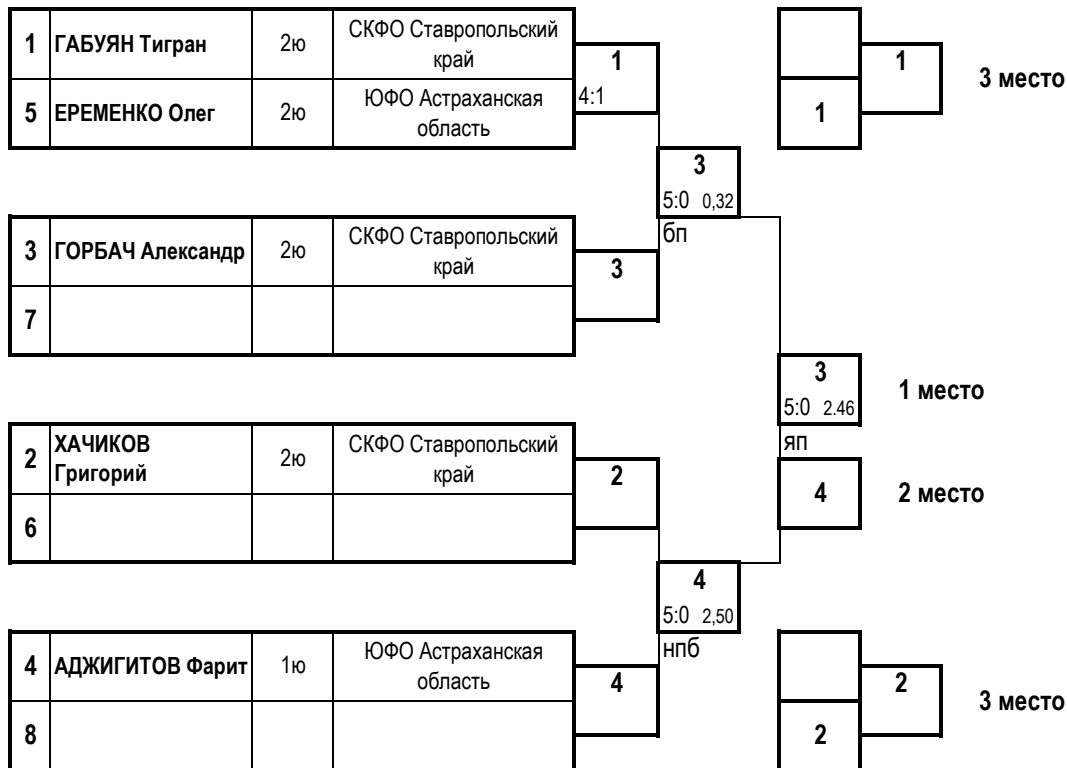 1 ГАБУЯН Тигран 2ю СКФО Ставропольский край
5 ЕРЕМЕНКО Олег 2ю ЮФО Астраханская область
1
4:1
1
1
3 место
3
5:0 0,32
бп
3 ГОРБАЧ Александр 2ю СКФО Ставропольский край
7
3
3
5:0 2.46
яп
1 место
2 ХАЧИКОВ Григорий 2ю СКФО Ставропольский край
6
2
4
2 место
4
5:0 2,50
нпб
4 АДЖИГИТОВ Фарит 1ю ЮФО Астраханская область
8
4
2
2
3 место